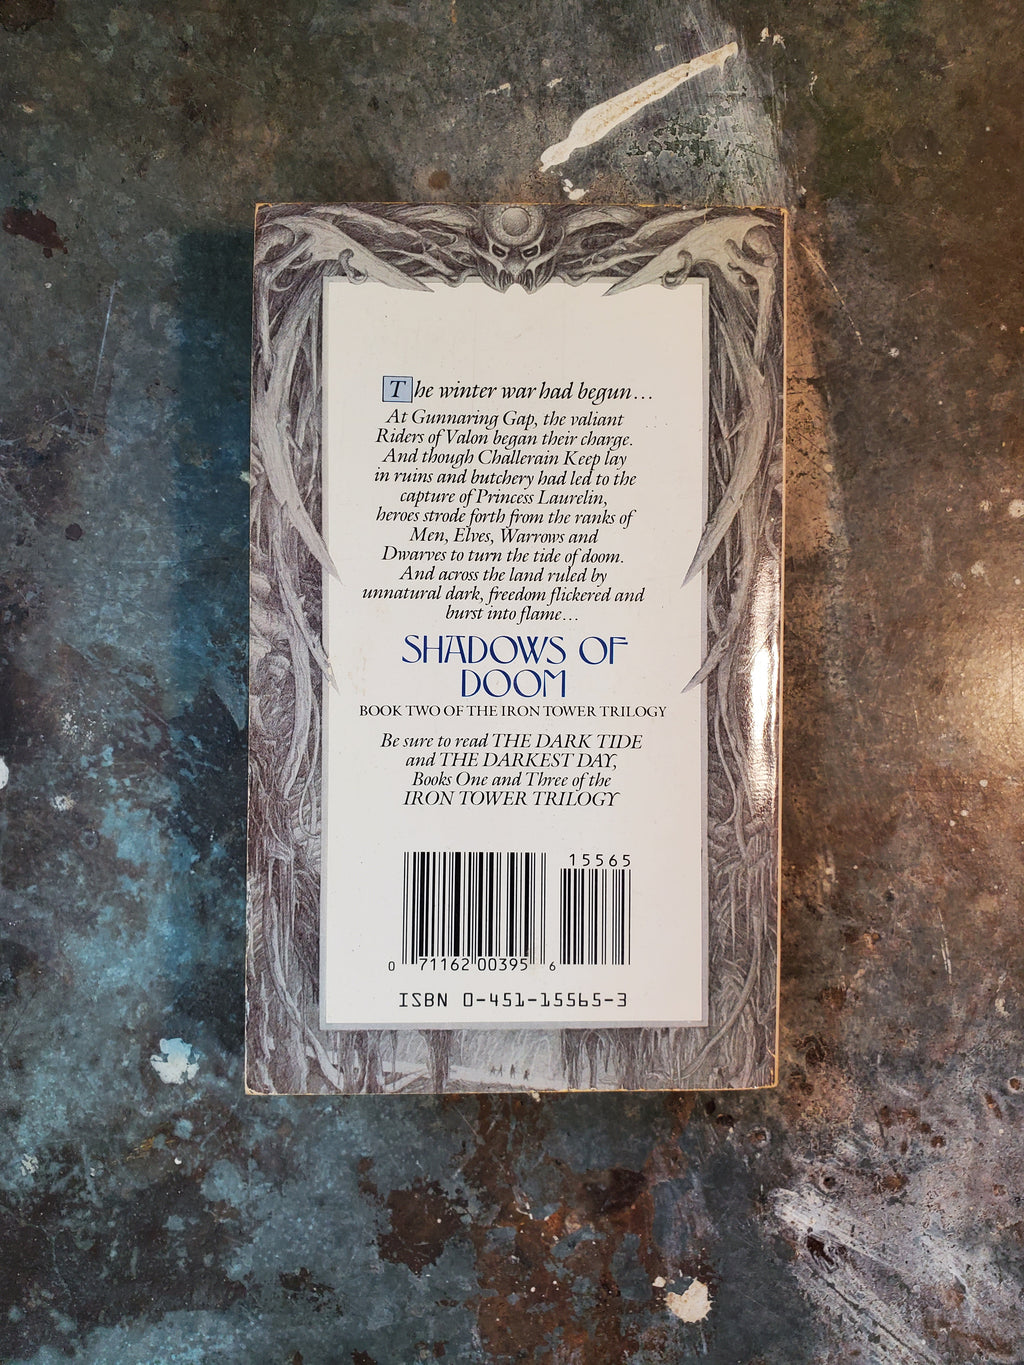 The winter war had begun...
At Gunnaring Gap, the valiant
Riders of Valon began their charge.
And though Challerain Keep lay
in ruins and butchery had led to the
capture of Princess Laurelin,
heroes strode forth from the ranks of
Men, Elves, Warrows and
Dwarves to turn the tide of doom.
And across the land ruled by
unnatural dark, freedom flickered and
burst into flame...
SHADOWS OF
DOOM
BOOK TWO OF THE IRON TOWER TRILOGY
Be sure to read THE DARK TIDE
and THE DARKEST DAY,
Books One and Three of the
IRON TOWER TRILOGY
15565
0 71162 00395 6
ISBN 0-451-15565-3